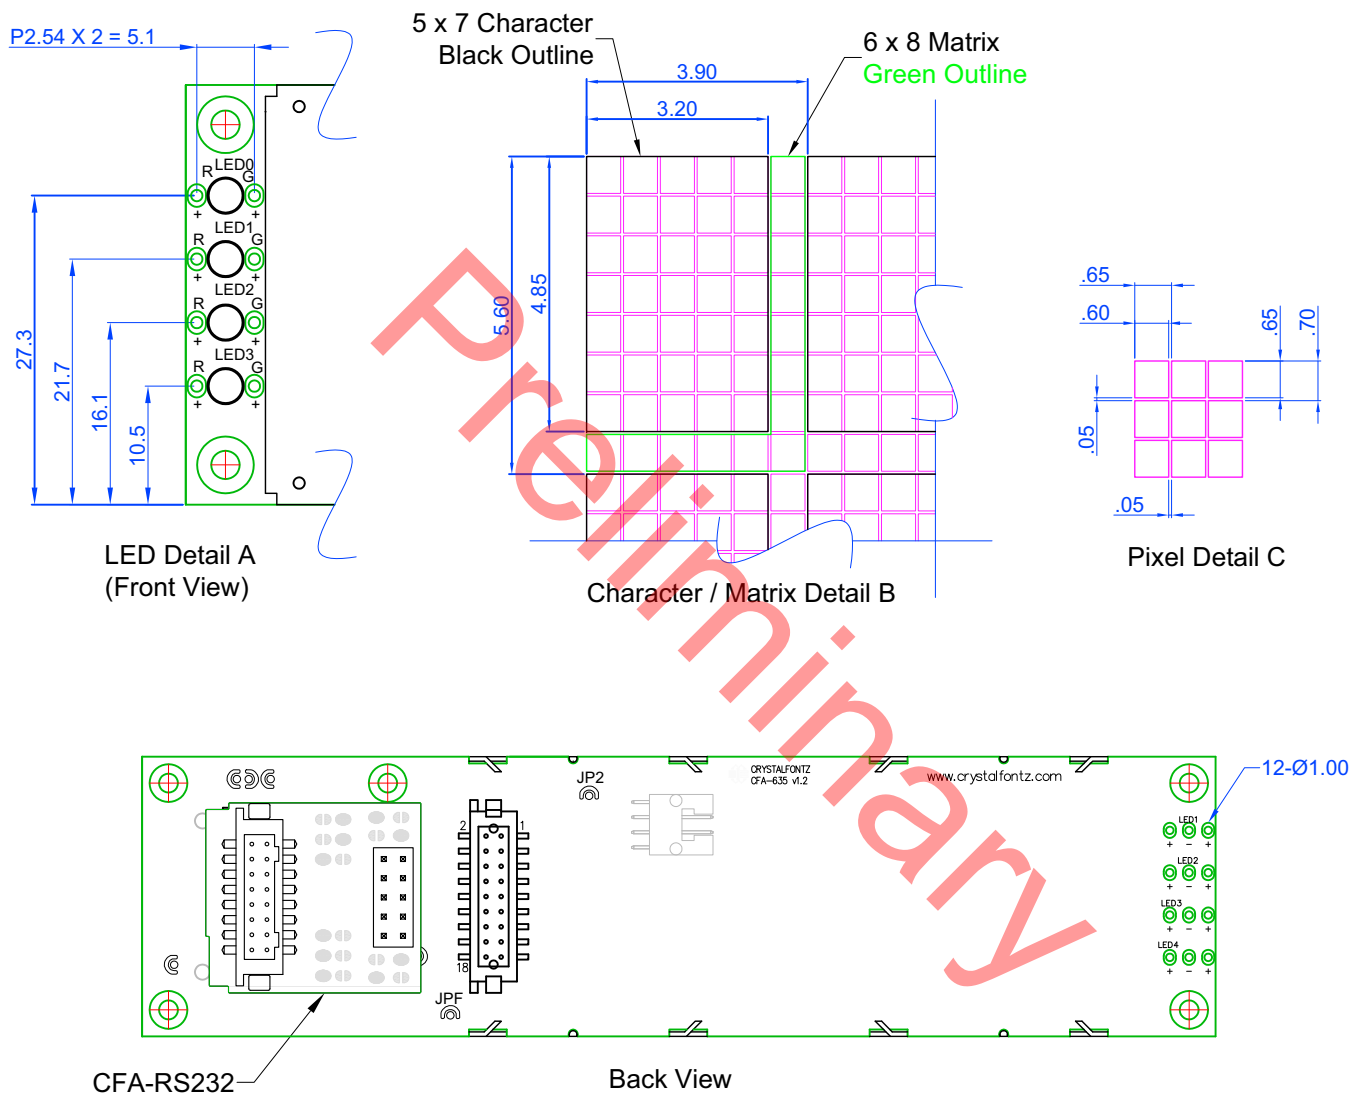 P2.54 X 2 = 5.1
LED0
R
G
+
+
LED1
R
G
+
+
LED2
R
G
+
+
LED3
R
G
+
+
27.3
21.7
16.1
10.5
LED Detail A
(Front View)
5 x 7 Character
Black Outline
6 x 8 Matrix
Green Outline
3.90
3.20
5.60
4.85
Character / Matrix Detail B
.65
.60
.65
.70
.05
.05
Pixel Detail C
Preliminary
JP2
CRYSTALFONTZ
CFA-635 v1.2
www.crystalfontz.com
12-Ø1.00
2
1
18
JPF
LED1
+ - +
LED2
+ - +
LED3
+ - +
LED4
+ - +
CFA-RS232
Back View